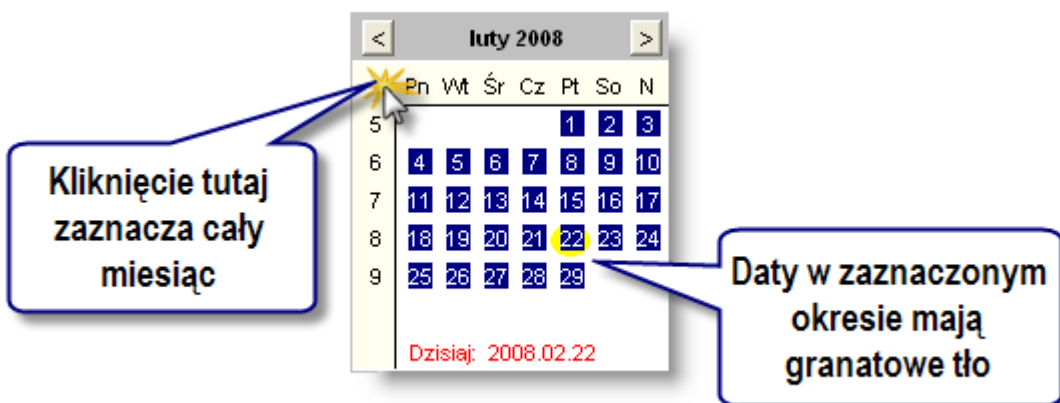 < luty 2008 >
Pn Wt Śr Cz Pt So N
5 1 2 3
6 4 5 6 7 8 9 10
7 11 12 13 14 15 16 17
8 18 19 20 21 22 23 24
9 25 26 27 28 29
Dzisiaj: 2008.02.22
Kliknięcie tutaj
zaznacza cały
miesiąc
Daty w zaznaczonym
okresie mają
granatowe tło